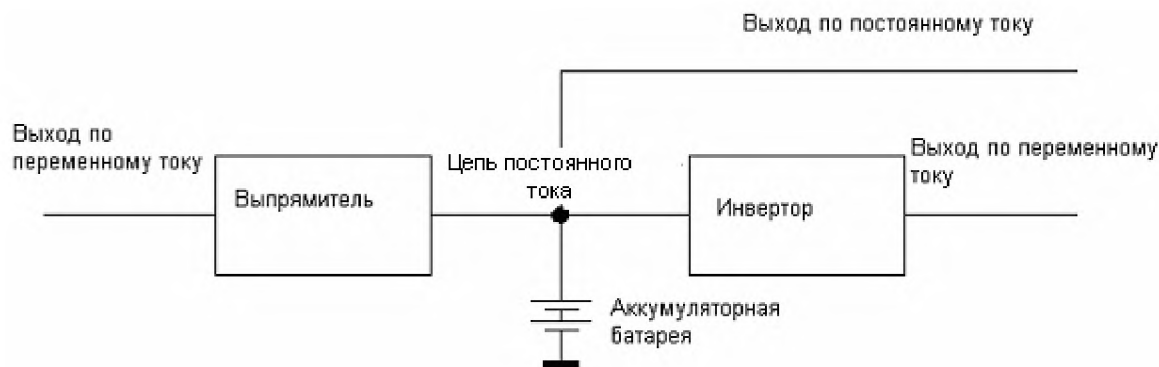 Выход по постоянному току
Выход по
переменному току
Выпрямитель
Цепь постоянного
тока
Инвертор
Выход по переменному
току
Аккумуляторная
батарея